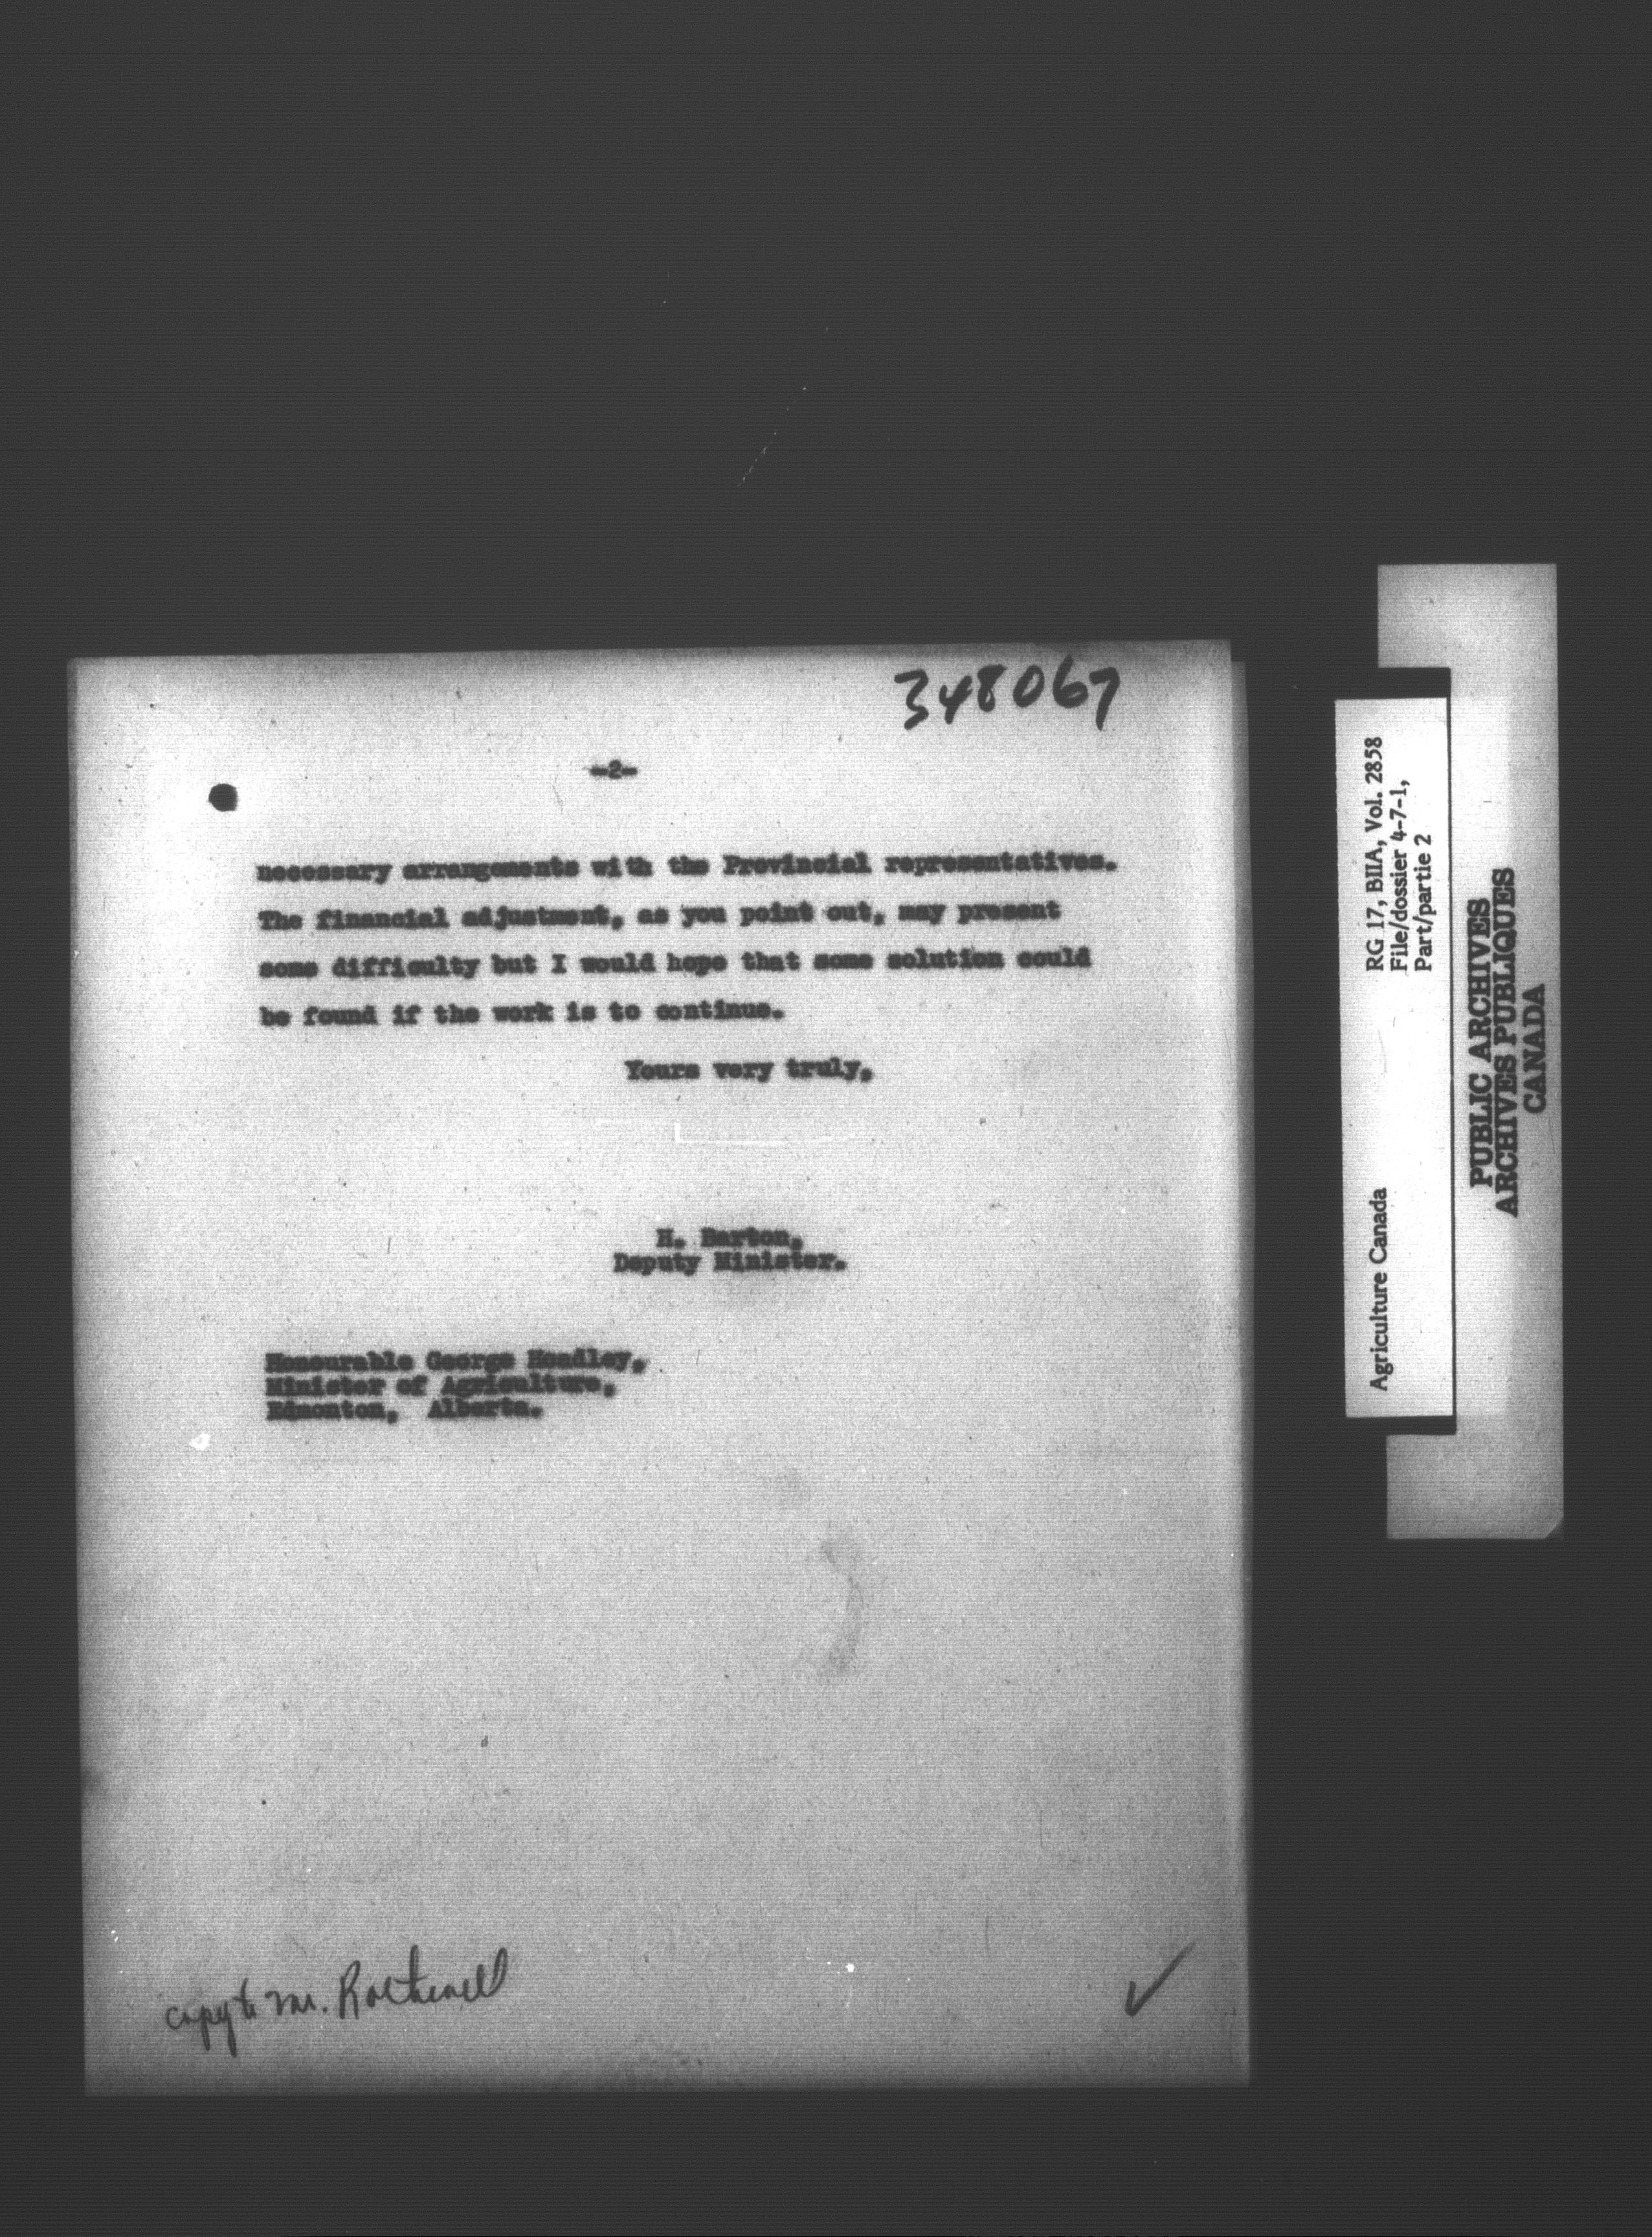 348067
-2-
necessary arrangements with the Provincial representatives.
The financial adjustment, as you point out, may present
some difficulty but I would hope that some solution could
be found if the work is to continue.
Yours very truly,
H. Barton,
Deputy Minister.
Honourable George Hoadley,
Minister of Agriculture,
Edmonton, Alberta.
copy to Mr. Rothwell
Agriculture Canada
RG 17, BIIA, Vol. 2858
File/dossier 4-7-1,
Part/partie 2
PUBLIC ARCHIVES
ARCHIVES PUBLIQUES
CANADA